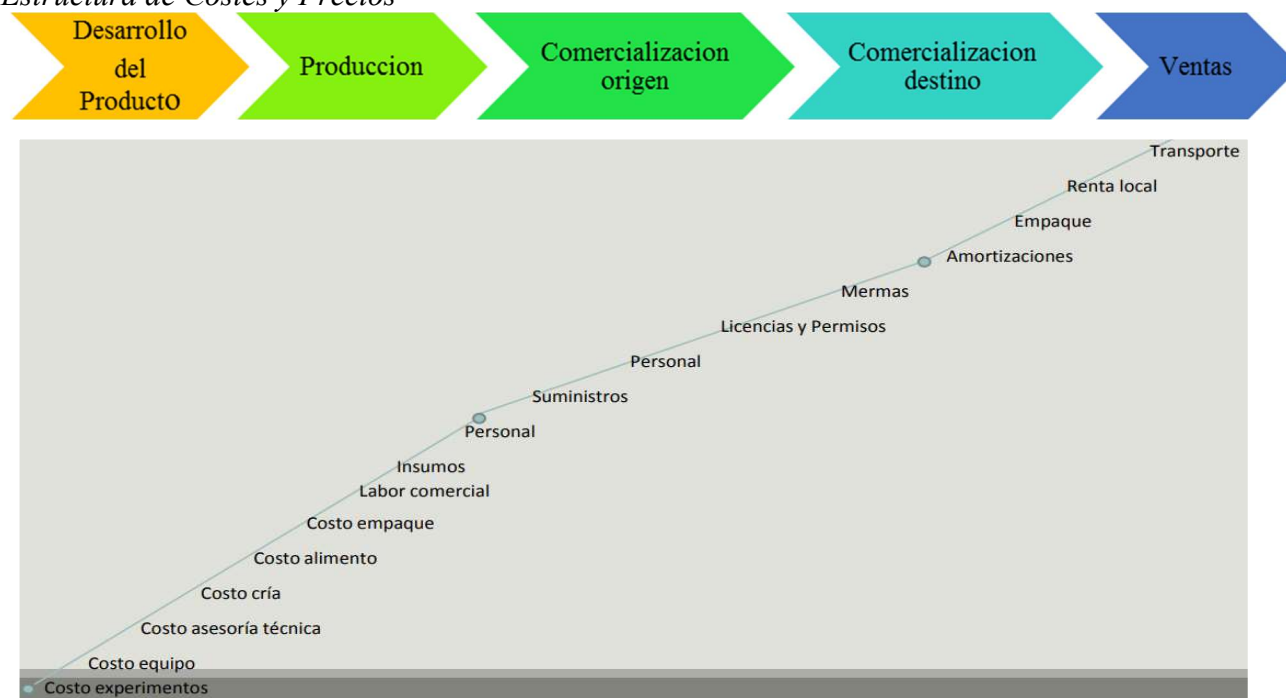 Estructura de Costes y Precios
Desarrollo
del
Producto
Produccion
Comercializacion
origen
Comercializacion
destino
Ventas
Transporte
Renta local
Empaque
Amortizaciones
Mermas
Licencias y Permisos
Personal
Suministros
Personal
Insumos
Labor comercial
Costo empaque
Costo alimento
Costo cría
Costo asesoría técnica
Costo equipo
Costo experimentos